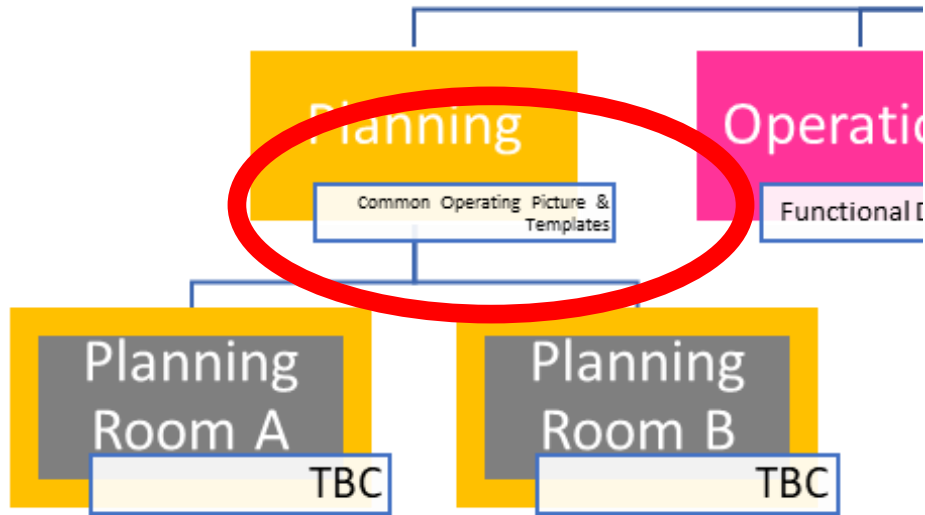 Planning
Operatio
Common Operating Picture &
Templates
Functional D
Planning
Room A
TBC
Planning
Room B
TBC